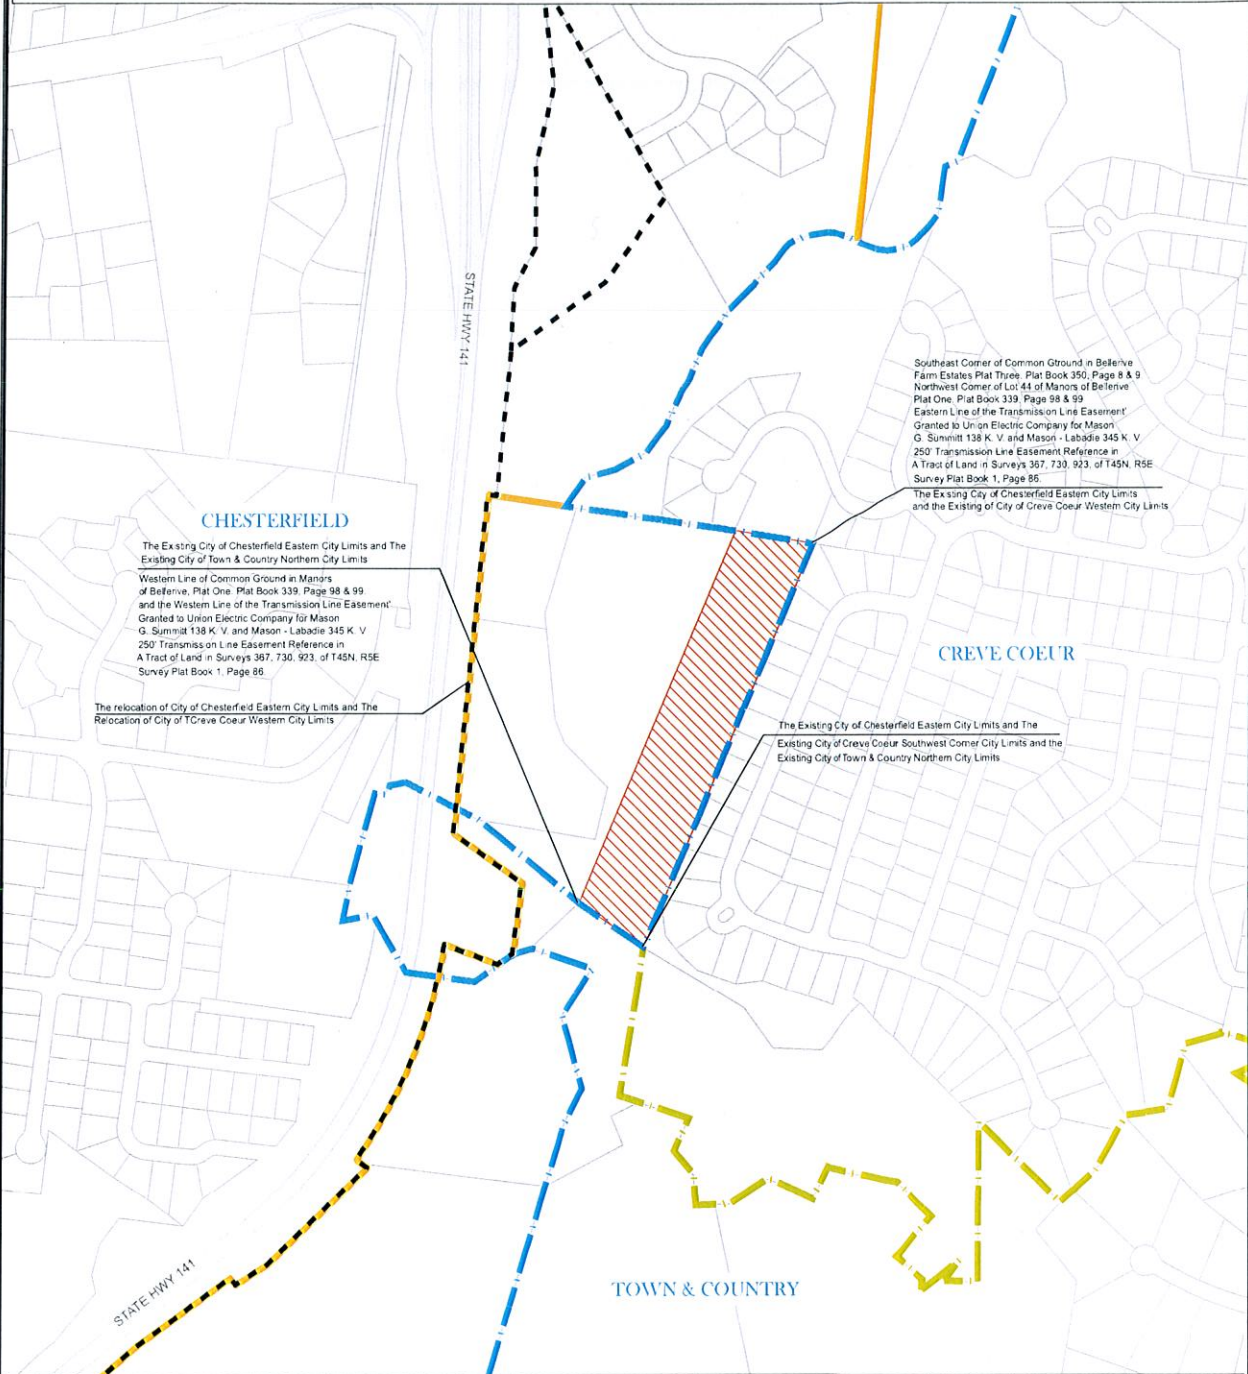 STATE HWY 141
Southeast Corner of Common Gtround in Bellerive
Farm Estates Plat Three. Plat Book 350, Page 8 & 9
Northwest Corner of Lot 44 of Manors of Bellerive
Plat One. Plat Book 339, Page 98 & 99
Eastern Line of the Transmission Line Easement'
Granted to Union Electric Company for Mason
G. Summitt 138 K. V. and Mason - Labadie 345 K. V
250' Transmission Line Easement Reference in
A Tract of Land in Surveys 367, 730, 923, of T45N, R5E
Survey Plat Book 1, Page 86.
The Existing City of Chesterfield Eastern City Limits
and the Existing of City of Creve Coeur Western City Limits
CHESTERFIELD
The Existing City of Chesterfield Eastern City Limits and The
Existing City of Town & Country Northern City Limits
Western Line of Common Ground in Manors
of Bellerive, Plat One. Plat Book 339, Page 98 & 99.
and the Western Line of the Transmission Line Easement'
Granted to Union Electric Company for Mason
G. Summitt 138 K. V. and Mason - Labadie 345 K. V
250' Transmission Line Easement Reference in
A Tract of Land in Surveys 367, 730, 923, of T45N, R5E
Survey Plat Book 1, Page 86
The relocation of City of Chesterfield Eastern City Limits and The
Relocation of City of TCreve Coeur Western City Limits
CREVE COEUR
The Existing City of Chesterfield Eastern City Limits and The
Existing City of Creve Coeur Southwest Corner City Limits and the
Existing City of Town & Country Northern City Limits
STATE HWY 141
TOWN & COUNTRY